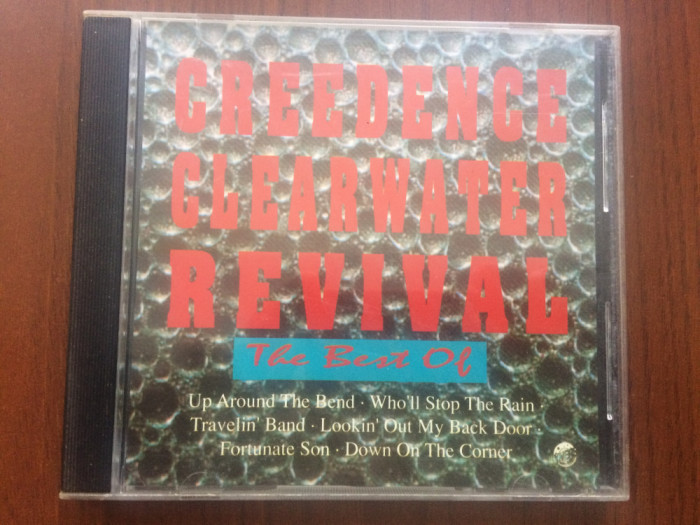 CREEDENCE
CLEARWATER
REVIVAL
The Best Of
Up Around The Bend · Who'll Stop The Rain ·
Travelin' Band · Lookin' Out My Back Door ·
Fortunate Son · Down On The Corner